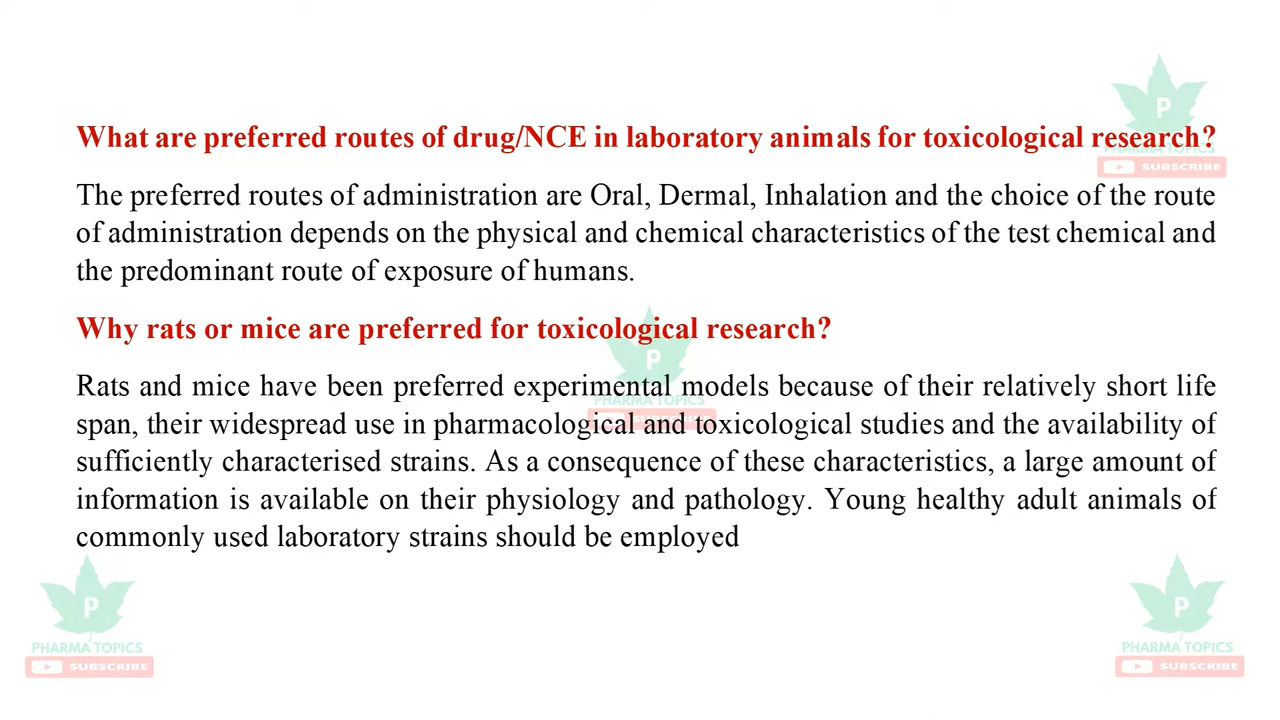 P
PHARMA TOPICS
SUBSCRIBE
What are preferred routes of drug/NCE in laboratory animals for toxicological research?
The preferred routes of administration are Oral, Dermal, Inhalation and the choice of the route
of administration depends on the physical and chemical characteristics of the test chemical and
the predominant route of exposure of humans.
Why rats or mice are preferred for toxicological research?
P
PHARMA TOPICS
SUBSCRIBE
Rats and mice have been preferred experimental models because of their relatively short life
span, their widespread use in pharmacological and toxicological studies and the availability of
sufficiently characterised strains. As a consequence of these characteristics, a large amount of
information is available on their physiology and pathology. Young healthy adult animals of
commonly used laboratory strains should be employed
P
PHARMA TOPICS
SUBSCRIBE
P
PHARMA TOPICS
SUBSCRIBE